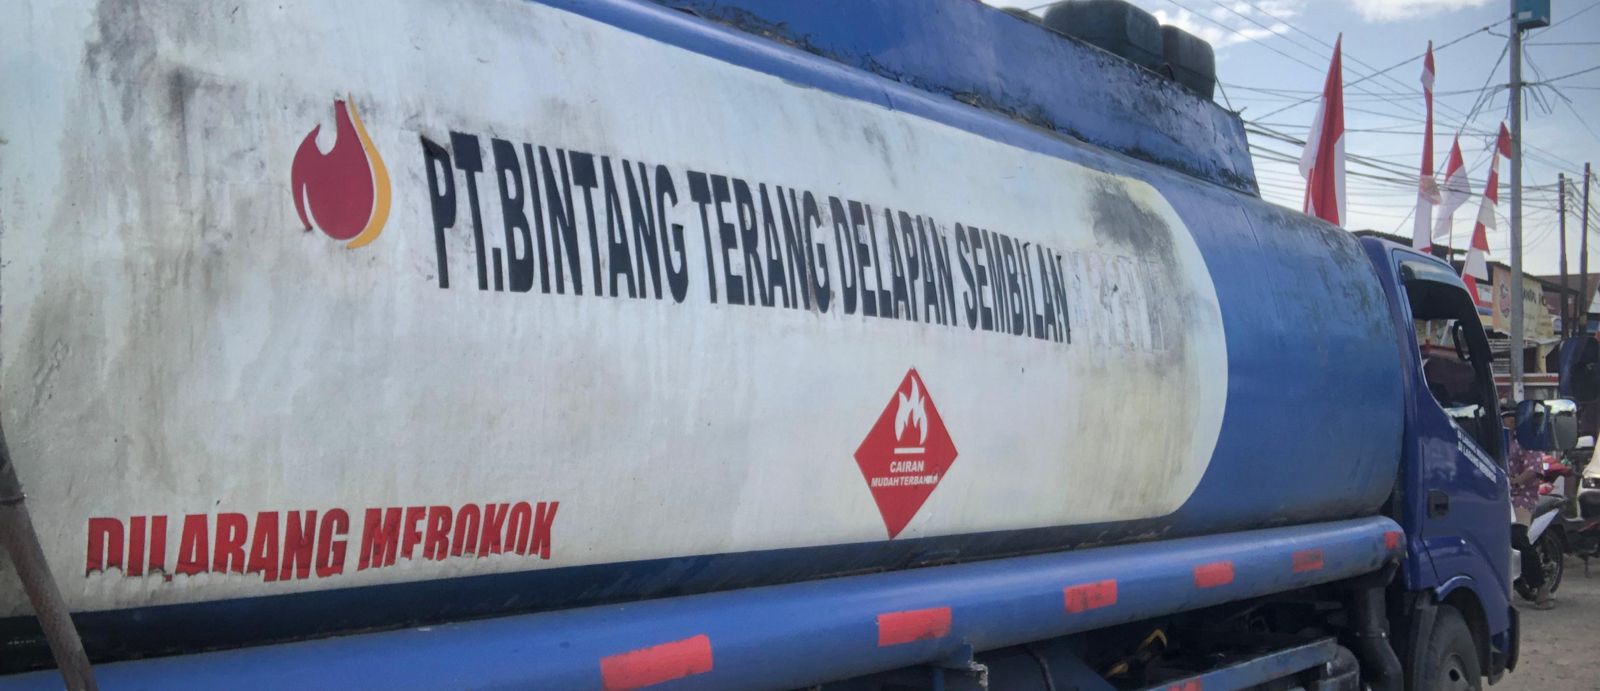 PT.BINTANG TERANG DELAPAN SEMBILAN
CAIRAN
MUDAH TERBAKAR
DILARANG MEROKOK